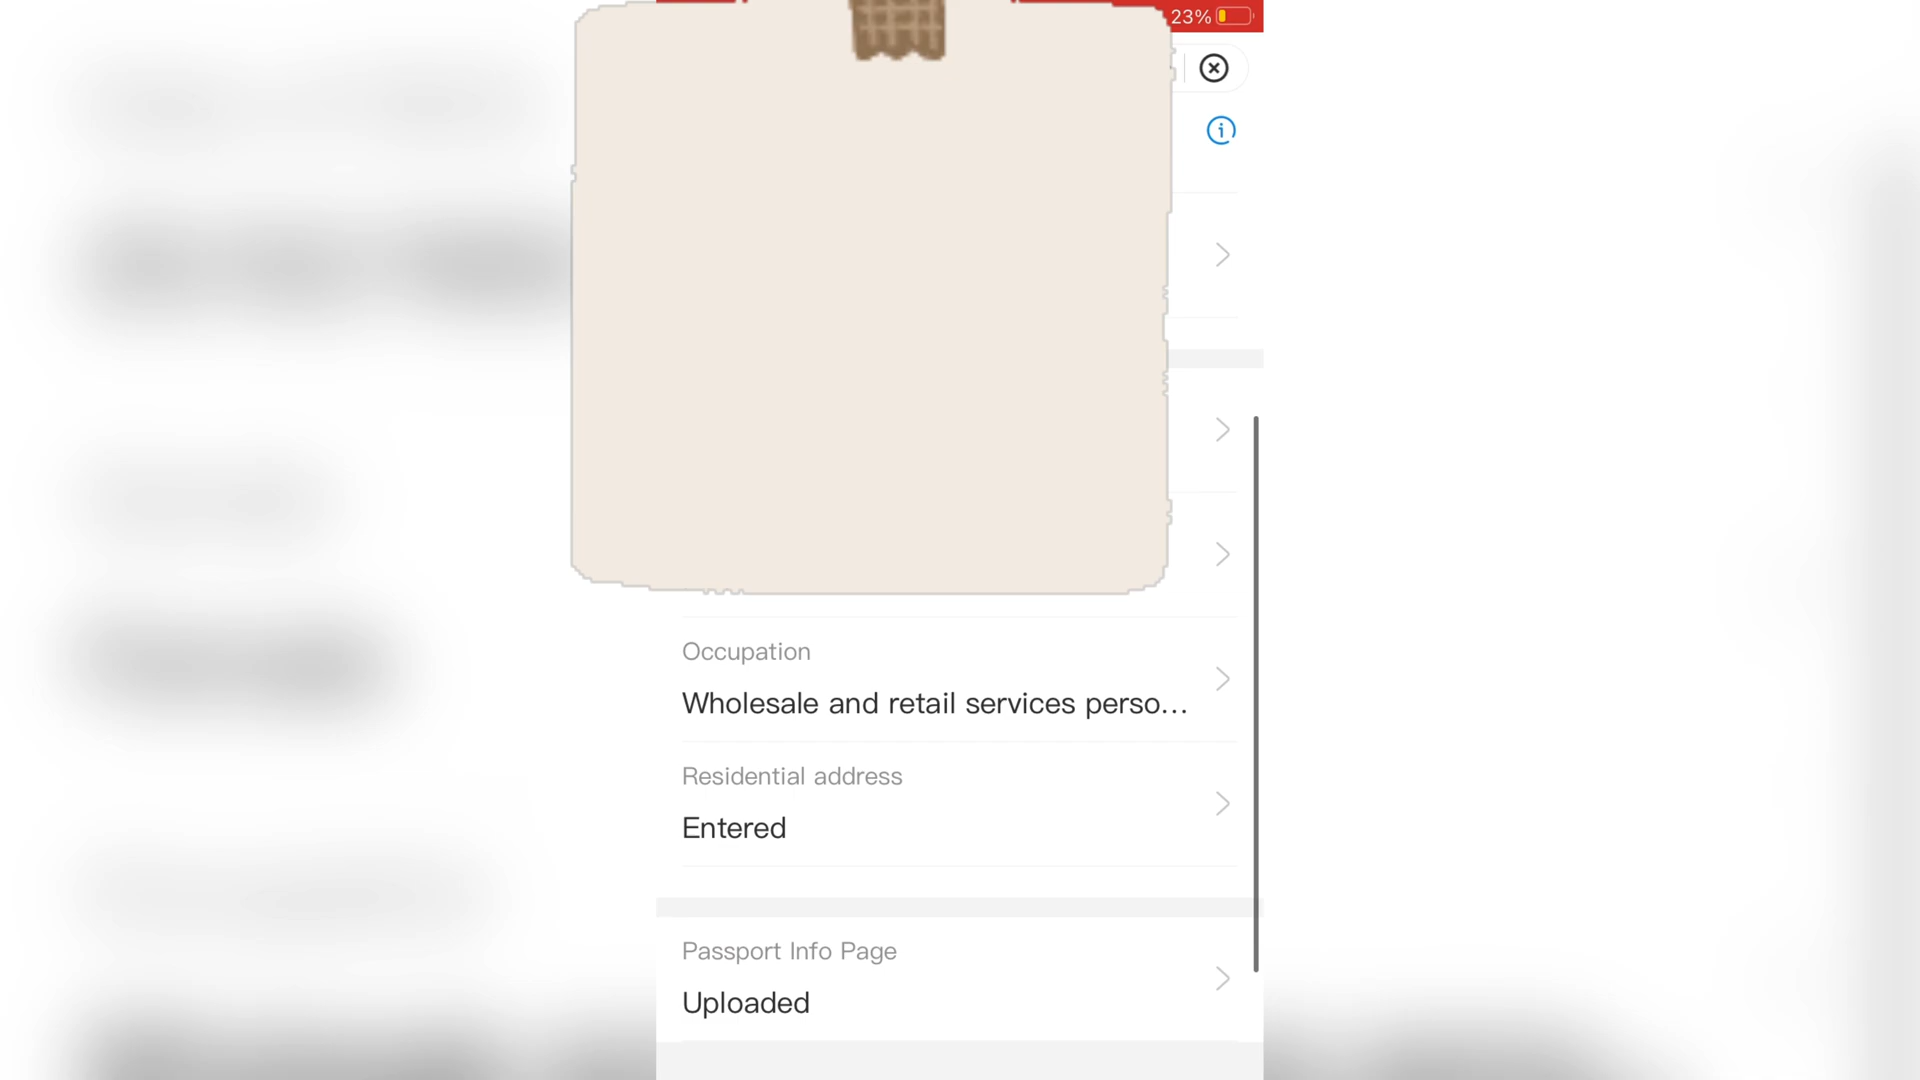 23%
Occupation
Wholesale and retail services perso...
Residential address
Entered
Passport Info Page
Uploaded